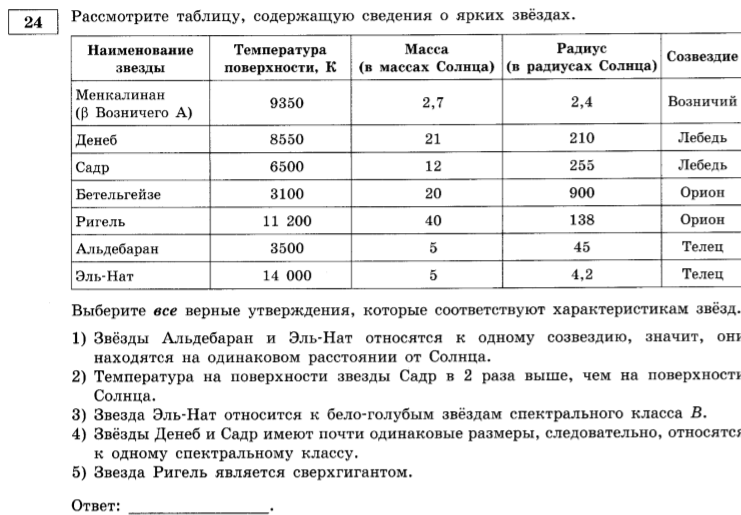 24
Рассмотрите таблицу, содержащую сведения о ярких звёздах.
Наименование звезды | Температура поверхности, К | Масса (в массах Солнца) | Радиус (в радиусах Солнца) | Созвездие
Менкалинан (β Возничего А) | 9350 | 2,7 | 2,4 | Возничий
Денеб | 8550 | 21 | 210 | Лебедь
Садр | 6500 | 12 | 255 | Лебедь
Бетельгейзе | 3100 | 20 | 900 | Орион
Ригель | 11 200 | 40 | 138 | Орион
Альдебаран | 3500 | 5 | 45 | Телец
Эль-Нат | 14 000 | 5 | 4,2 | Телец
Выберите все верные утверждения, которые соответствуют характеристикам звёзд.
1) Звёзды Альдебаран и Эль-Нат относятся к одному созвездию, значит, они
находятся на одинаковом расстоянии от Солнца.
2) Температура на поверхности звезды Садр в 2 раза выше, чем на поверхности
Солнца.
3) Звезда Эль-Нат относится к бело-голубым звёздам спектрального класса B.
4) Звёзды Денеб и Садр имеют почти одинаковые размеры, следовательно, относятся
к одному спектральному классу.
5) Звезда Ригель является сверхгигантом.
Ответ: ____________________.